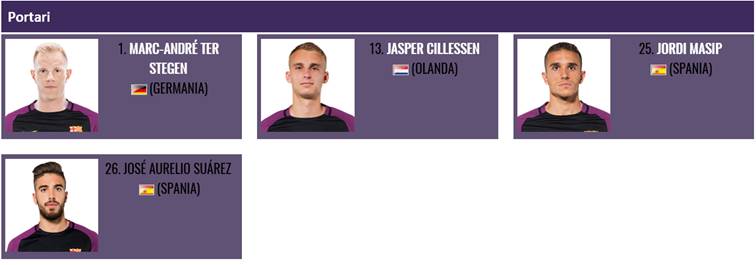 Portari
1. MARC-ANDRÉ TER
STEGEN
(GERMANIA)
13. JASPER CILLESSEN
(OLANDA)
25. JORDI MASIP
(SPANIA)
26. JOSÉ AURELIO SUÁREZ
(SPANIA)